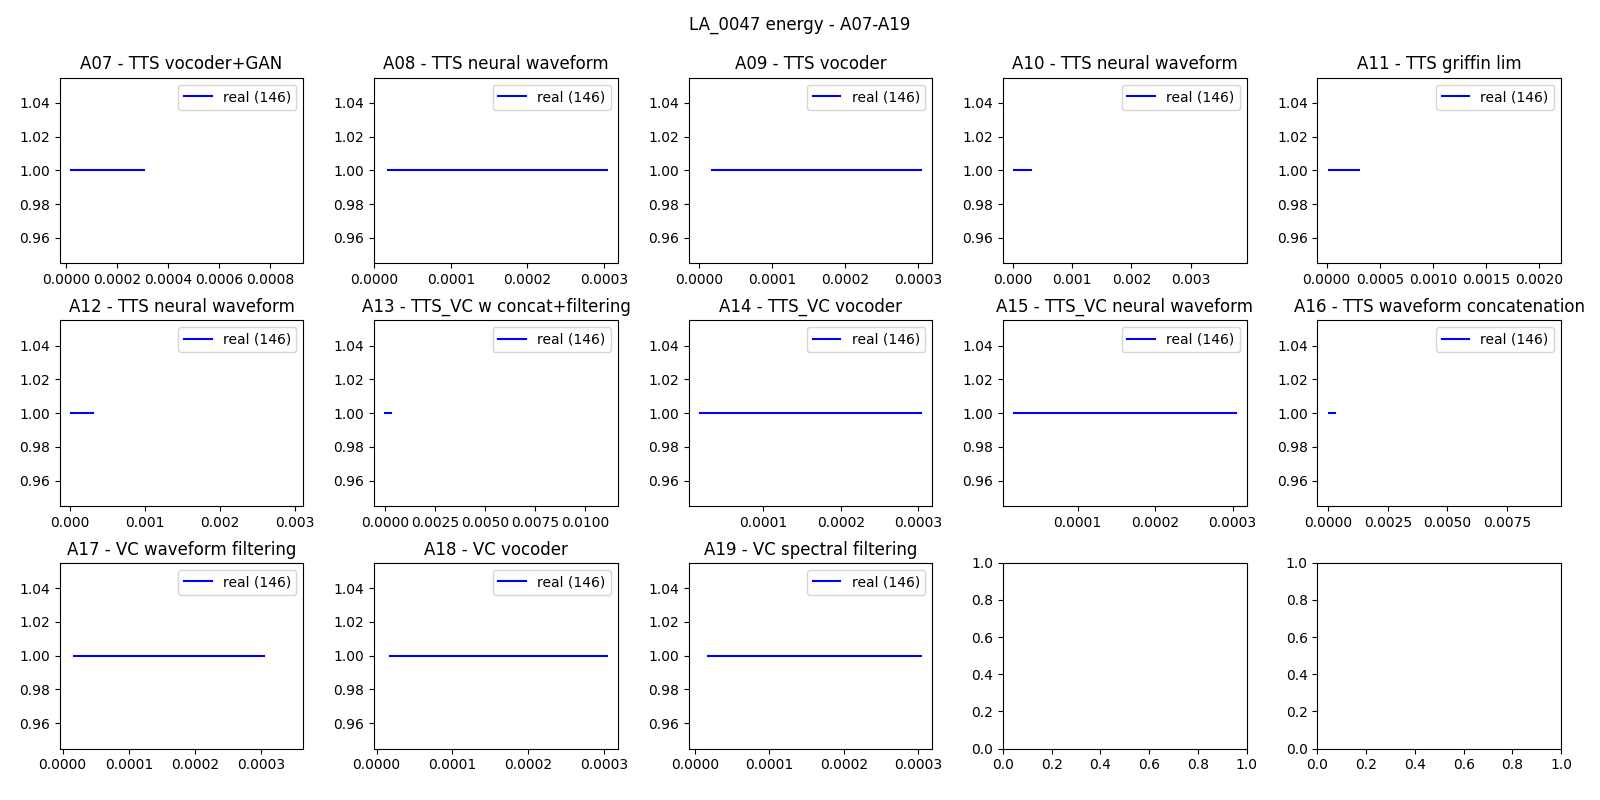 LA_0047 energy - A07-A19
A07 - TTS vocoder+GAN
real (146)
1.04
1.02
1.00
0.98
0.96
0.0000 0.0002 0.0004 0.0006 0.0008
A08 - TTS neural waveform
real (146)
1.04
1.02
1.00
0.98
0.96
0.0000 0.0001 0.0002 0.0003
A09 - TTS vocoder
real (146)
1.04
1.02
1.00
0.98
0.96
0.0000 0.0001 0.0002 0.0003
A10 - TTS neural waveform
real (146)
1.04
1.02
1.00
0.98
0.96
0.000 0.001 0.002 0.003
A11 - TTS griffin lim
real (146)
1.04
1.02
1.00
0.98
0.96
0.0000 0.0005 0.0010 0.0015 0.0020
A12 - TTS neural waveform
real (146)
1.04
1.02
1.00
0.98
0.96
0.000 0.001 0.002 0.003
A13 - TTS_VC w concat+filtering
real (146)
1.04
1.02
1.00
0.98
0.96
0.0000 0.0025 0.0050 0.0075 0.0100
A14 - TTS_VC vocoder
real (146)
1.04
1.02
1.00
0.98
0.96
0.0001 0.0002 0.0003
A15 - TTS_VC neural waveform
real (146)
1.04
1.02
1.00
0.98
0.96
0.0001 0.0002 0.0003
A16 - TTS waveform concatenation
real (146)
1.04
1.02
1.00
0.98
0.96
0.0000 0.0025 0.0050 0.0075
A17 - VC waveform filtering
real (146)
1.04
1.02
1.00
0.98
0.96
0.0000 0.0001 0.0002 0.0003
A18 - VC vocoder
real (146)
1.04
1.02
1.00
0.98
0.96
0.0000 0.0001 0.0002 0.0003
A19 - VC spectral filtering
real (146)
1.04
1.02
1.00
0.98
0.96
0.0000 0.0001 0.0002 0.0003
1.0
0.8
0.6
0.4
0.2
0.0
0.0 0.2 0.4 0.6 0.8 1.0
1.0
0.8
0.6
0.4
0.2
0.0
0.0 0.2 0.4 0.6 0.8 1.0